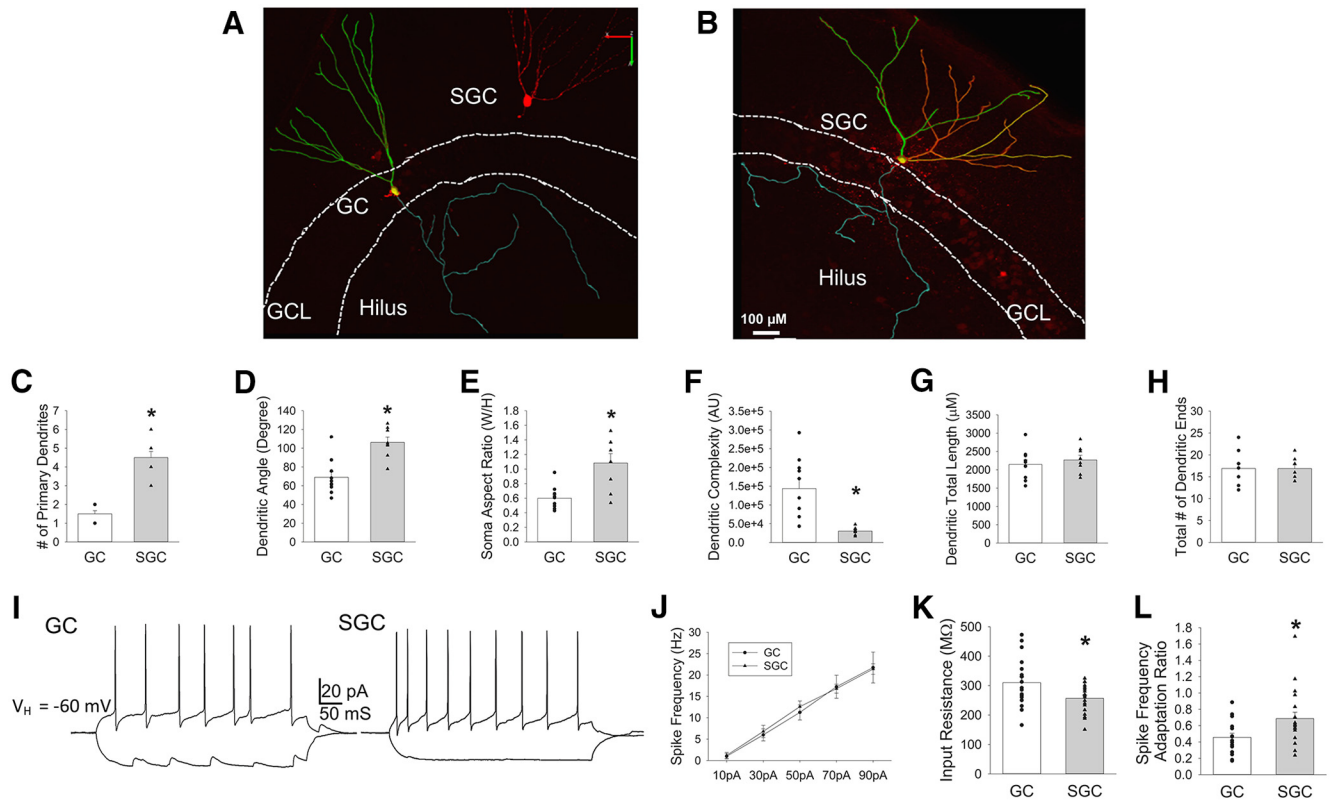 A
SGC
GC
GCL
Hilus
B
SGC
Hilus
100 µM
GCL
C
# of Primary Dendrites
7
6
5
4
3
2
1
0
GC SGC
*
D
Dendritic Angle (Degree)
140
120
100
80
60
40
20
0
GC SGC
*
E
Soma Aspect Ratio (W/H)
1.8
1.6
1.4
1.2
1.0
0.8
0.6
0.4
0.2
0.0
GC SGC
*
F
Dendritic Complexity (AU)
3.5e+5
3.0e+5
2.5e+5
2.0e+5
1.5e+5
1.0e+5
5.0e+4
0.0
GC SGC
*
G
Dendritic Total Length (µM)
3500
3000
2500
2000
1500
1000
500
0
GC SGC
H
Total # of Dendritic Ends
30
25
20
15
10
5
0
GC SGC
I
GC
SGC
V_H = -60 mV
20 pA
50 mS
J
Spike Frequency (Hz)
30
25
20
15
10
5
0
GC
SGC
10pA 30pA 50pA 70pA 90pA
K
Input Resistance (MΩ)
500
400
300
200
100
0
GC SGC
*
L
Spike Frequency
Adaptation Ratio
1.8
1.6
1.4
1.2
1.0
0.8
0.6
0.4
0.2
0.0
GC SGC
*